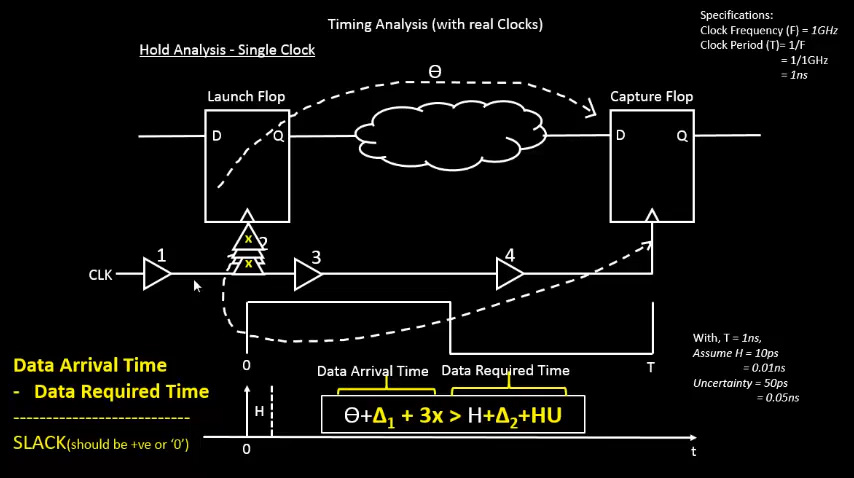 Timing Analysis (with real Clocks)
Specifications:
Clock Frequency (F) = 1GHz
Clock Period (T)= 1/F
= 1/1GHz
= 1ns
Hold Analysis - Single Clock
Ɵ
Launch Flop
Capture Flop
D
Q
D
Q
x
2
x
1
3
4
CLK
0
T
With, T = 1ns,
Assume H = 10ps
= 0.01ns
Uncertainty = 50ps
= 0.05ns
Data Arrival Time
- Data Required Time
----------------------------
SLACK(should be +ve or ‘0’)
Data Arrival Time
Data Required Time
H
Ɵ+Δ1 + 3x > H+Δ2+HU
0
t